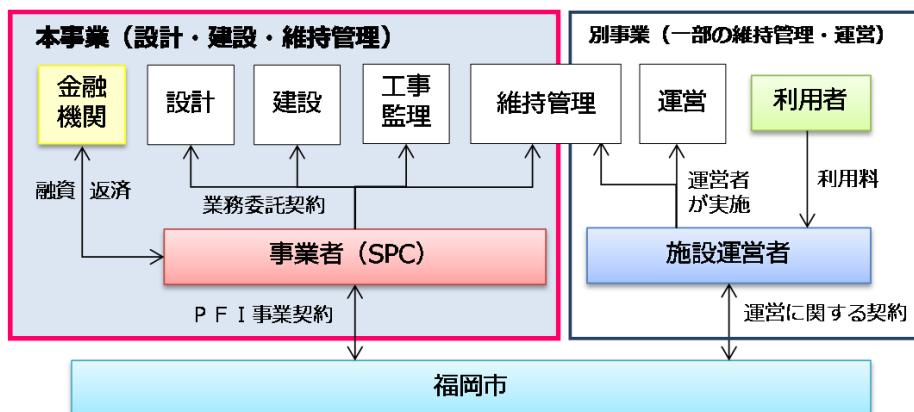 本事業（設計・建設・維持管理）
金融
機関
設計
建設
工事
監理
維持管理
融資
返済
業務委託契約
事業者（SPC）
ＰＦＩ事業契約
別事業（一部の維持管理・運営）
運営
利用者
運営者
が実施
利用料
施設運営者
運営に関する契約
福岡市